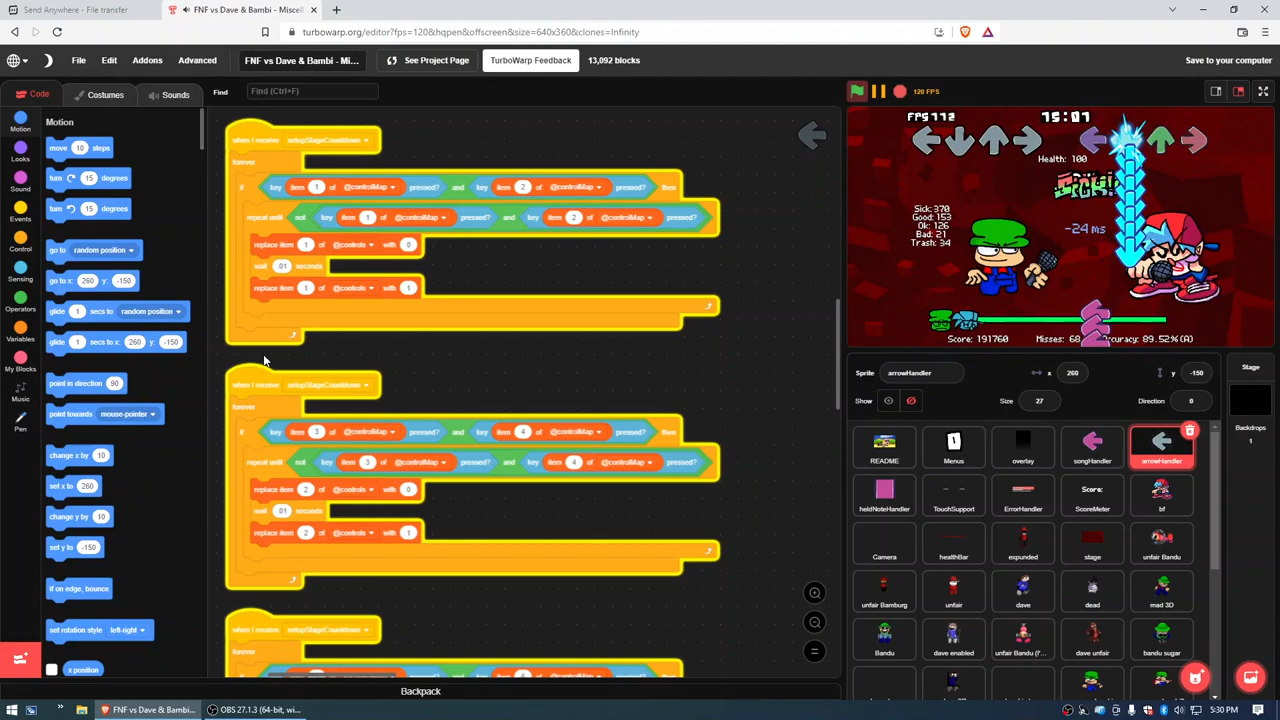 Send Anywhere - File transfer
FNF vs Dave & Bambi - Miscell
turbowarp.org/editor?fps=120&hqpen&offscreen&size=640x360&clones=Infinity
File Edit Addons Advanced
FNF vs Dave & Bambi - Mi...
See Project Page
TurboWarp Feedback
13,092 blocks
Save to your computer
Code Costumes Sounds
Find
Find (Ctrl+F)
120 FPS
Motion
Looks
Sound
Events
Control
Sensing
Operators
Variables
My Blocks
Music
Pen
Motion
move 10 steps
turn 15 degrees
turn 15 degrees
go to random position
go to x: 260 y: -150
glide 1 secs to random position
glide 1 secs to x: 260 y: -150
point in direction 90
point towards mouse-pointer
change x by 10
set x to 260
change y by 10
set y to -150
if on edge, bounce
set rotation style left-right
x position
when I receive setupStageCountdown
forever
if key item 1 of @controlMap pressed? and key item 2 of @controlMap pressed? then
repeat until not key item 1 of @controlMap pressed? and key item 2 of @controlMap pressed?
replace item 1 of @controls with 0
wait .01 seconds
replace item 1 of @controls with 1
when I receive setupStageCountdown
forever
if key item 3 of @controlMap pressed? and key item 4 of @controlMap pressed? then
repeat until not key item 3 of @controlMap pressed? and key item 4 of @controlMap pressed?
replace item 2 of @controls with 0
wait .01 seconds
replace item 2 of @controls with 1
when I receive setupStageCountdown
forever
Backpack
FPS 112
15:01
Health: 100
Sick: 370
Good: 153
Ok: 126
Bad: 21
Trash: 34
-24 ms
Score: 191760
Misses: 68
Accuracy: 89.52% (A)
Sprite arrowHandler x 260 y -150
Show Size 27 Direction 0
Stage
Backdrops
1
README
Menus
overlay
songHandler
arrowHandler
heldNoteHandler
TouchSupport
ErrorHandler
Score:
ScoreMeter
bf
Camera
healthBar
expunded
stage
unfair Bandu
unfair Bamburg
unfair
dave
dead
mad 3D
Bandu
dave enabled
unfair Bandu (7...
dave unfair
bandu sugar
FNF vs Dave & Bambi...
OBS 27.1.3 (64-bit, wi...
5:30 PM